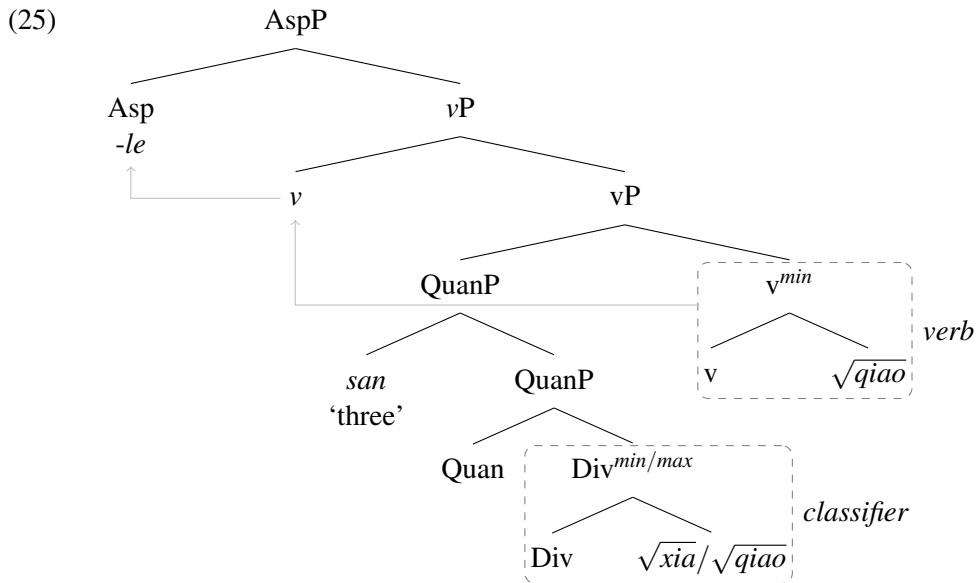 (25) AspP
Asp vP
-le
v vP
QuanP v^min
verb
san QuanP v √qiao
‘three’
Quan Div^min/max
classifier
Div √xia/√qiao